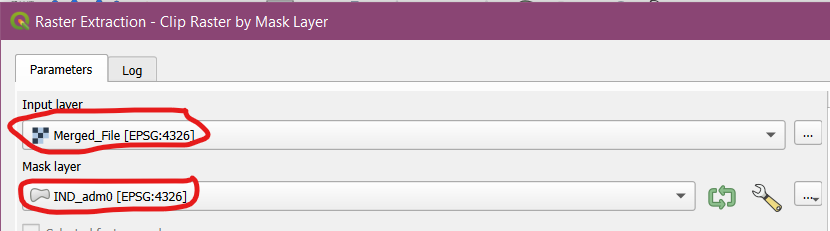 Raster Extraction - Clip Raster by Mask Layer
Parameters Log
Input layer
Merged_File [EPSG:4326]
...
Mask layer
IND_adm0 [EPSG:4326]
...